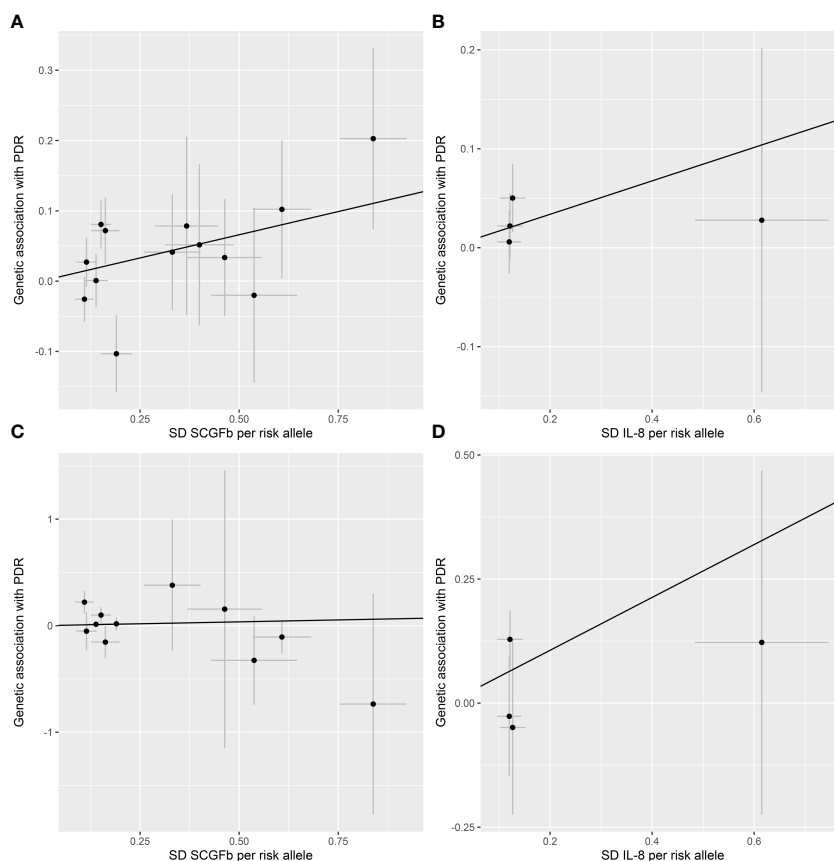 A
Genetic association with PDR
0.3
0.2
0.1
0.0
-0.1
0.25
0.50
0.75
SD SCGFb per risk allele
B
Genetic association with PDR
0.2
0.1
0.0
-0.1
0.2
0.4
0.6
SD IL-8 per risk allele
C
Genetic association with PDR
1
0
-1
0.25
0.50
0.75
SD SCGFb per risk allele
D
Genetic association with PDR
0.50
0.25
0.00
-0.25
0.2
0.4
0.6
SD IL-8 per risk allele